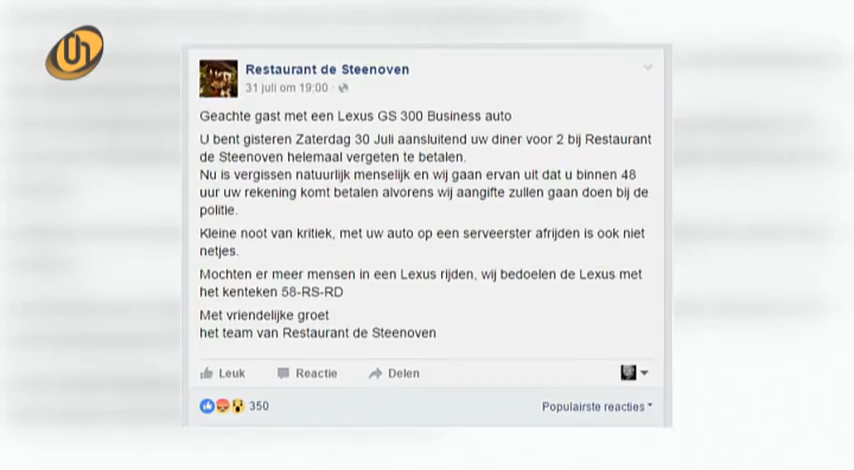 Un
Restaurant de Steenoven
31 juli om 19:00 ·
Geachte gast met een Lexus GS 300 Business auto
U bent gisteren Zaterdag 30 Juli aansluitend uw diner voor 2 bij Restaurant
de Steenoven helemaal vergeten te betalen.
Nu is vergissen natuurlijk menselijk en wij gaan ervan uit dat u binnen 48
uur uw rekening komt betalen alvorens wij aangifte zullen gaan doen bij de
politie.
Kleine noot van kritiek, met uw auto op een serveerster afrijden is ook niet
netjes.
Mochten er meer mensen in een Lexus rijden, wij bedoelen de Lexus met
het kenteken 58-RS-RD
Met vriendelijke groet
het team van Restaurant de Steenoven
Leuk Reactie Delen
350 Populairste reacties